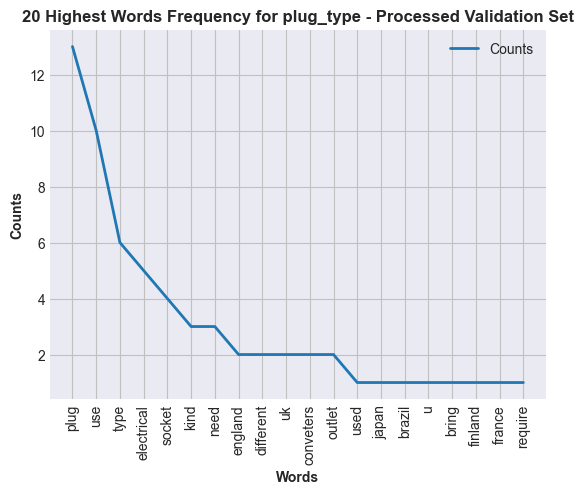 20 Highest Words Frequency for plug_type - Processed Validation Set
Counts
12
10
8
6
4
2
Counts
plug
use
type
electrical
socket
kind
need
england
different
uk
conveters
outlet
used
japan
brazil
u
bring
finland
france
require
Words